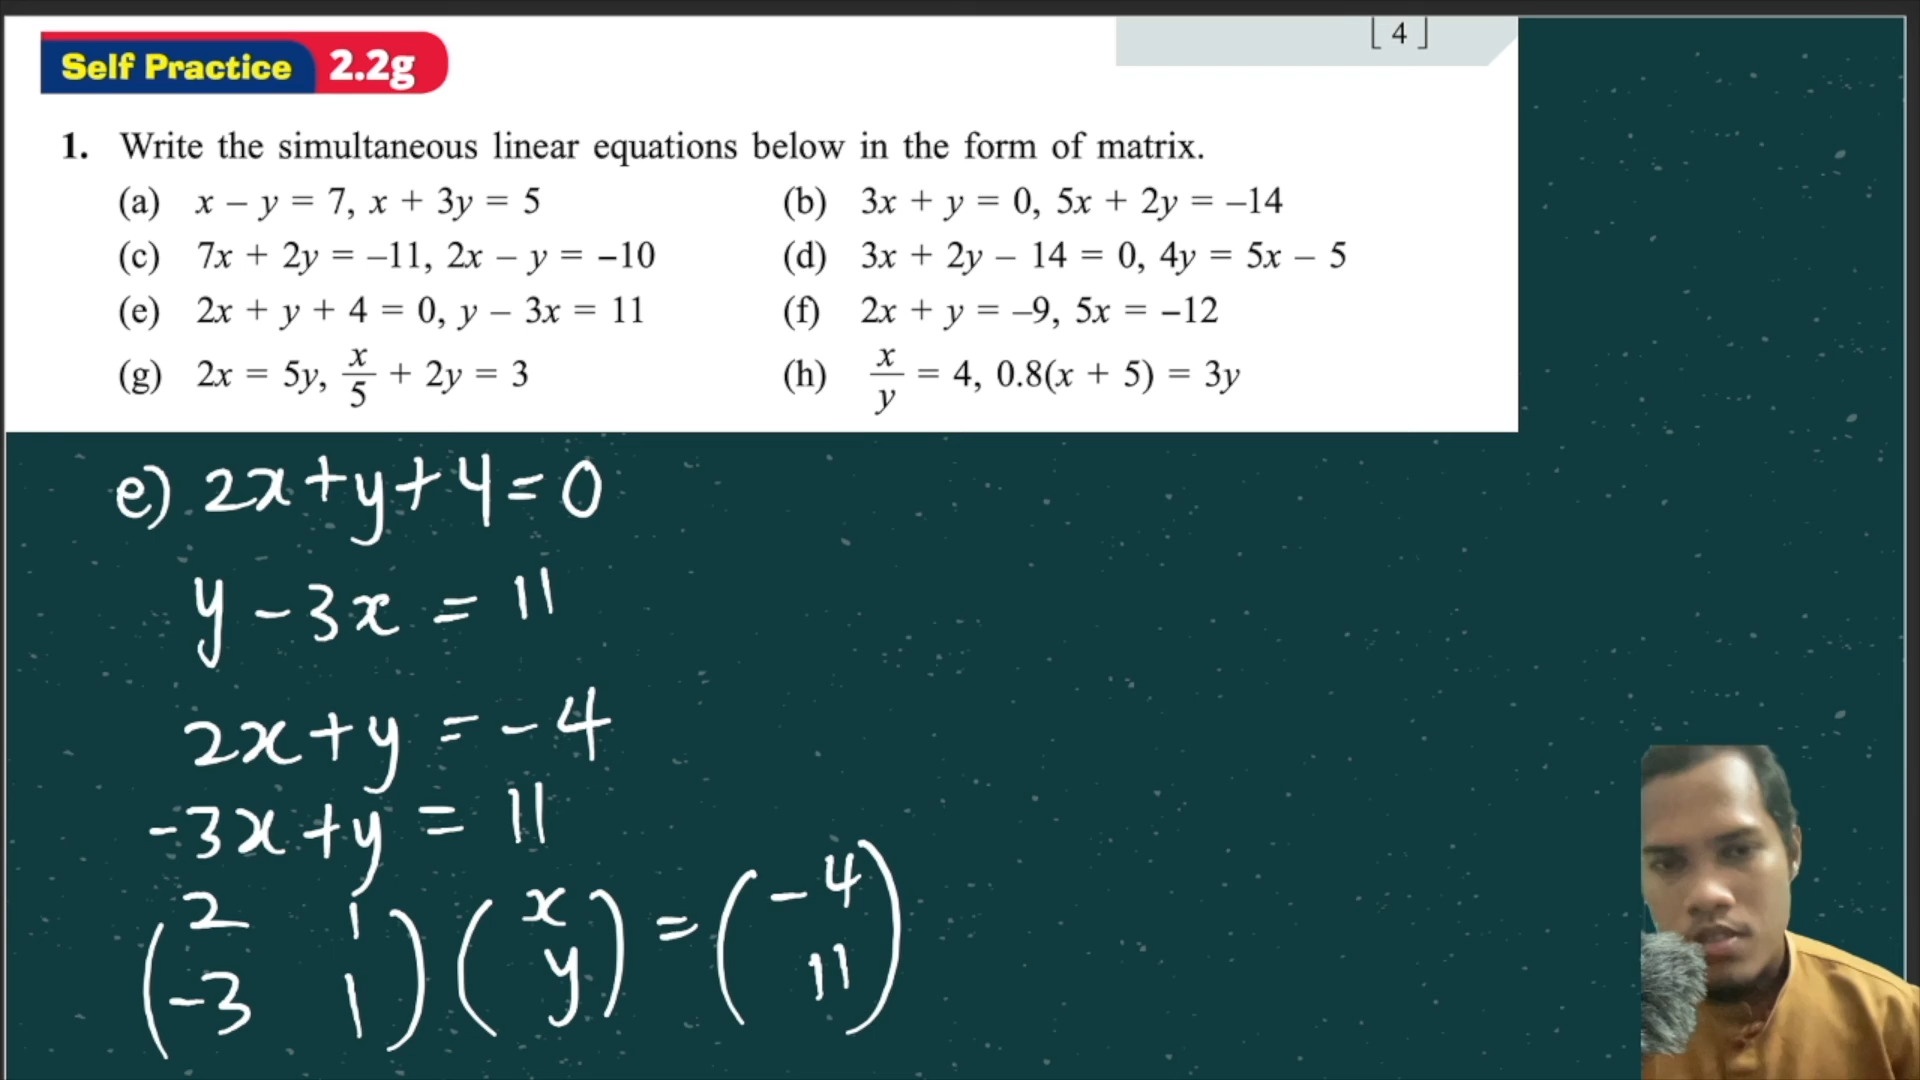 [ 4 ]
Self Practice 2.2g
1. Write the simultaneous linear equations below in the form of matrix.
(a) x – y = 7, x + 3y = 5 (b) 3x + y = 0, 5x + 2y = –14
(c) 7x + 2y = –11, 2x – y = –10 (d) 3x + 2y – 14 = 0, 4y = 5x – 5
(e) 2x + y + 4 = 0, y – 3x = 11 (f) 2x + y = –9, 5x = –12
(g) 2x = 5y, x/5 + 2y = 3 (h) x/y = 4, 0.8(x + 5) = 3y
e) 2x+y+4=0
y-3x = 11
2x+y = -4
-3x+y = 11
(2 1) (x) = (-4)
(-3 1) (y) (11)